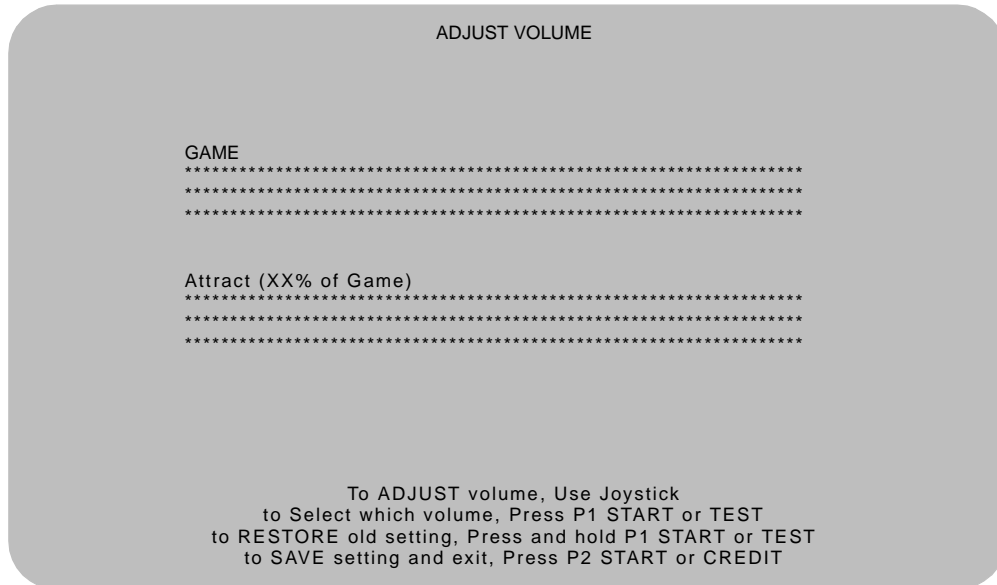 ADJUST VOLUME
GAME
********************************************************************
********************************************************************
********************************************************************
Attract (XX% of Game)
********************************************************************
********************************************************************
********************************************************************
To ADJUST volume, Use Joystick
to Select which volume, Press P1 START or TEST
to RESTORE old setting, Press and hold P1 START or TEST
to SAVE setting and exit, Press P2 START or CREDIT